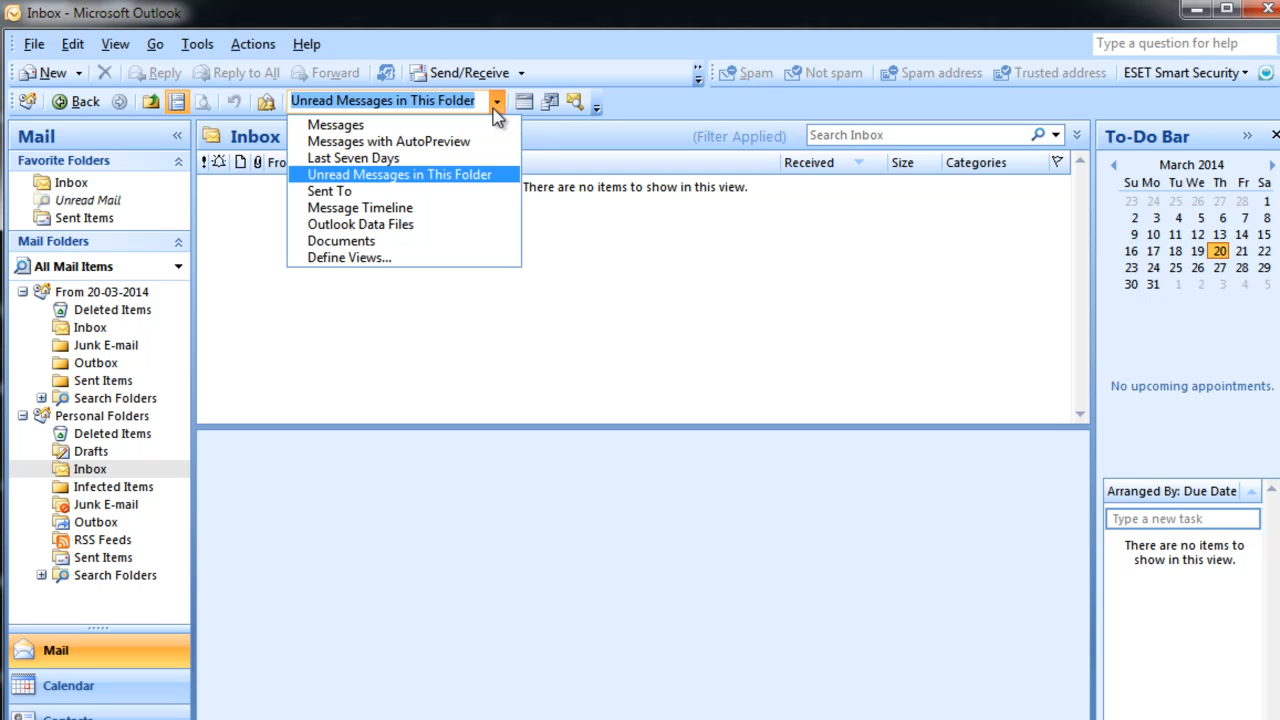 Inbox - Microsoft Outlook
File Edit View Go Tools Actions Help
Type a question for help
New Reply Reply to All Forward Send/Receive
Spam Not spam Spam address Trusted address ESET Smart Security
Back Unread Messages in This Folder
Messages
Messages with AutoPreview
Last Seven Days
Unread Messages in This Folder
Sent To
Message Timeline
Outlook Data Files
Documents
Define Views...
Mail
Favorite Folders
Inbox
Unread Mail
Sent Items
Mail Folders
All Mail Items
From 20-03-2014
Deleted Items
Inbox
Junk E-mail
Outbox
Sent Items
Search Folders
Personal Folders
Deleted Items
Drafts
Inbox
Infected Items
Junk E-mail
Outbox
RSS Feeds
Sent Items
Search Folders
Mail
Calendar
Inbox (Filter Applied) Search Inbox
! Fro Received Size Categories
There are no items to show in this view.
To-Do Bar
March 2014
Su Mo Tu We Th Fr Sa
23 24 25 26 27 28 1
2 3 4 5 6 7 8
9 10 11 12 13 14 15
16 17 18 19 20 21 22
23 24 25 26 27 28 29
30 31 1 2 3 4 5
No upcoming appointments.
Arranged By: Due Date
Type a new task
There are no items to
show in this view.